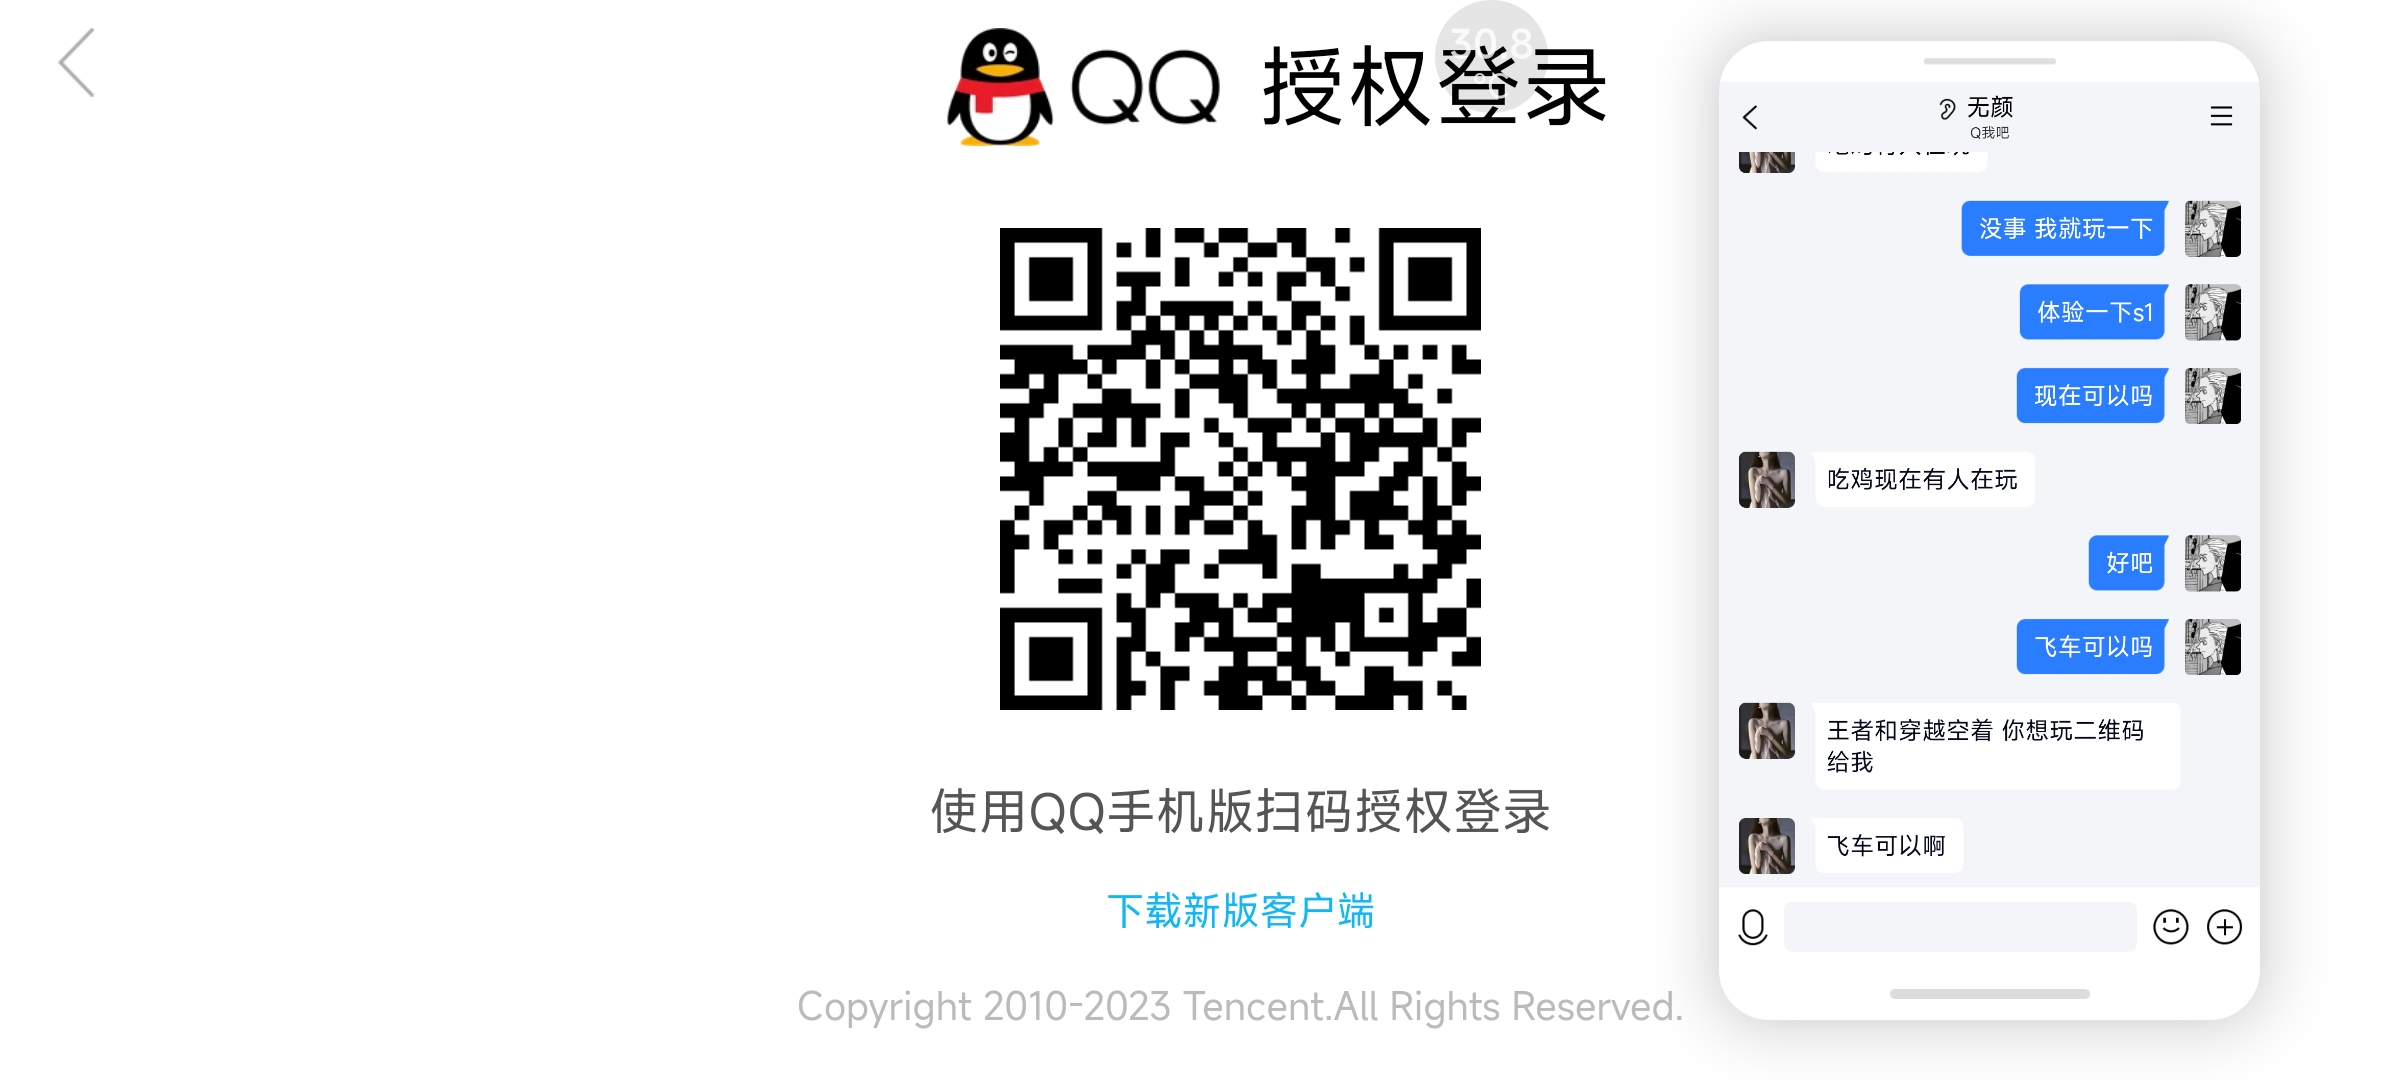 QQ 授权登录
30.8
使用QQ手机版扫码授权登录
下载新版客户端
Copyright 2010-2023 Tencent.All Rights Reserved.
无颜
Q我吧
没事 我就玩一下
体验一下s1
现在可以吗
吃鸡现在有人在玩
好吧
飞车可以吗
王者和穿越空着 你想玩二维码
给我
飞车可以啊